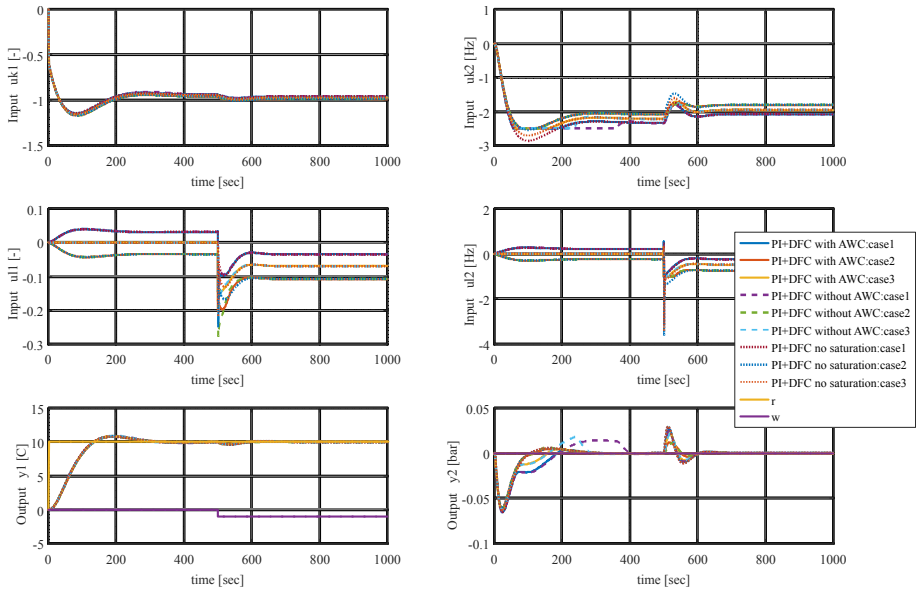 0
-0.5
-1
-1.5
Input uk1 [-]
0 200 400 600 800 1000
time [sec]
1
0
-1
-2
-3
Input uk2 [Hz]
0 200 400 600 800 1000
time [sec]
0.1
0
-0.1
-0.2
-0.3
Input ul1 [-]
0 200 400 600 800 1000
time [sec]
2
0
-2
-4
Input ul2 [Hz]
0 200 400 600 800 1000
time [sec]
PI+DFC with AWC:case1
PI+DFC with AWC:case2
PI+DFC with AWC:case3
PI+DFC without AWC:case1
PI+DFC without AWC:case2
PI+DFC without AWC:case3
PI+DFC no saturation:case1
PI+DFC no saturation:case2
PI+DFC no saturation:case3
r
w
15
10
5
0
-5
Output y1 [C]
0 200 400 600 800 1000
time [sec]
0.05
0
-0.05
-0.1
Output y2 [bar]
0 200 400 600 800 1000
time [sec]